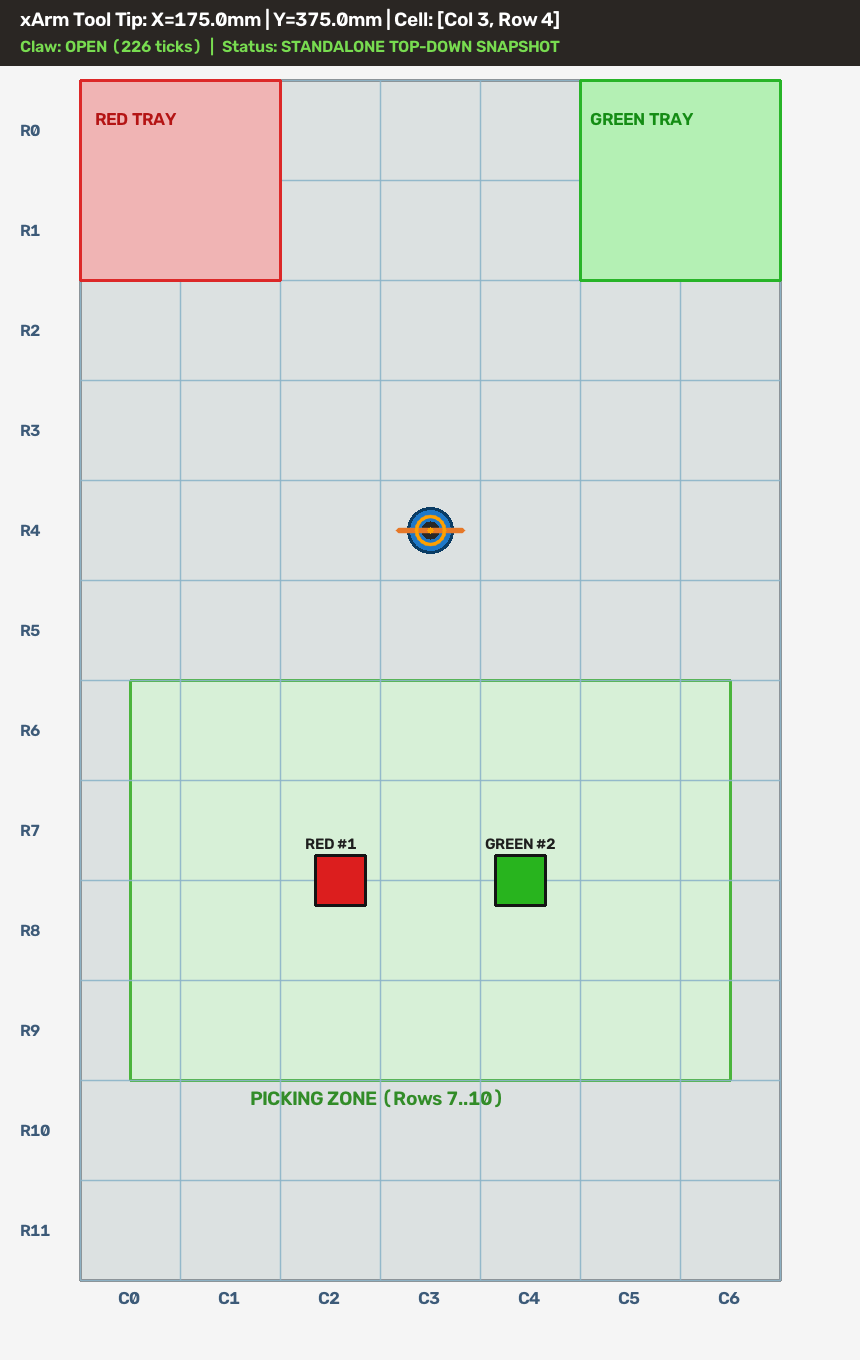 xArm Tool Tip: X=175.0mm | Y=375.0mm | Cell: [Col 3, Row 4]
Claw: OPEN (226 ticks) | Status: STANDALONE TOP-DOWN SNAPSHOT
RED TRAY
GREEN TRAY
R0
R1
R2
R3
R4
R5
R6
R7
RED #1
GREEN #2
R8
R9
PICKING ZONE (Rows 7..10)
R10
R11
C0 C1 C2 C3 C4 C5 C6